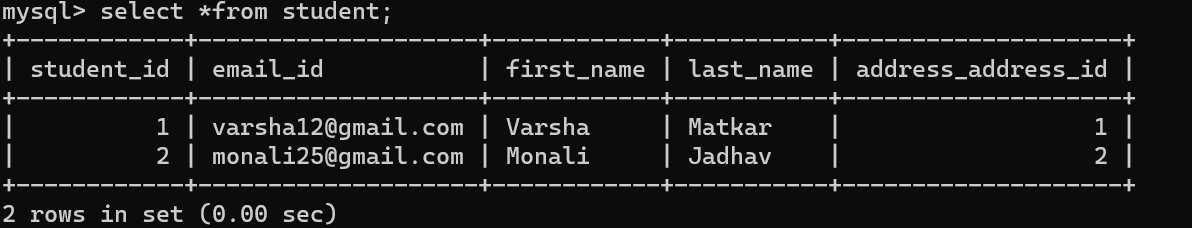 mysql> select *from student;
+------------+--------------------+------------+-----------+--------------------+
| student_id | email_id           | first_name | last_name | address_address_id |
+------------+--------------------+------------+-----------+--------------------+
|          1 | varsha12@gmail.com | Varsha     | Matkar    |                  1 |
|          2 | monali25@gmail.com | Monali     | Jadhav    |                  2 |
+------------+--------------------+------------+-----------+--------------------+
2 rows in set (0.00 sec)